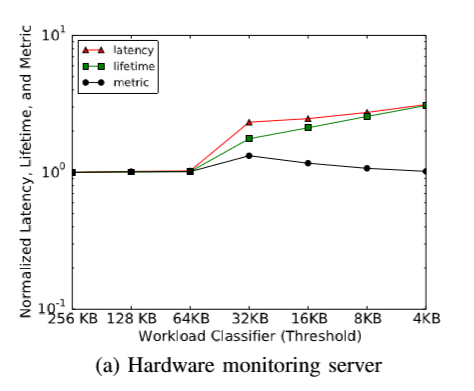 10^1
latency
lifetime
metric
10^0
10^-1
Normalized Latency, Lifetime, and Metric
256 KB 128 KB 64KB 32KB 16KB 8KB 4KB
Workload Classifier (Threshold)
(a) Hardware monitoring server